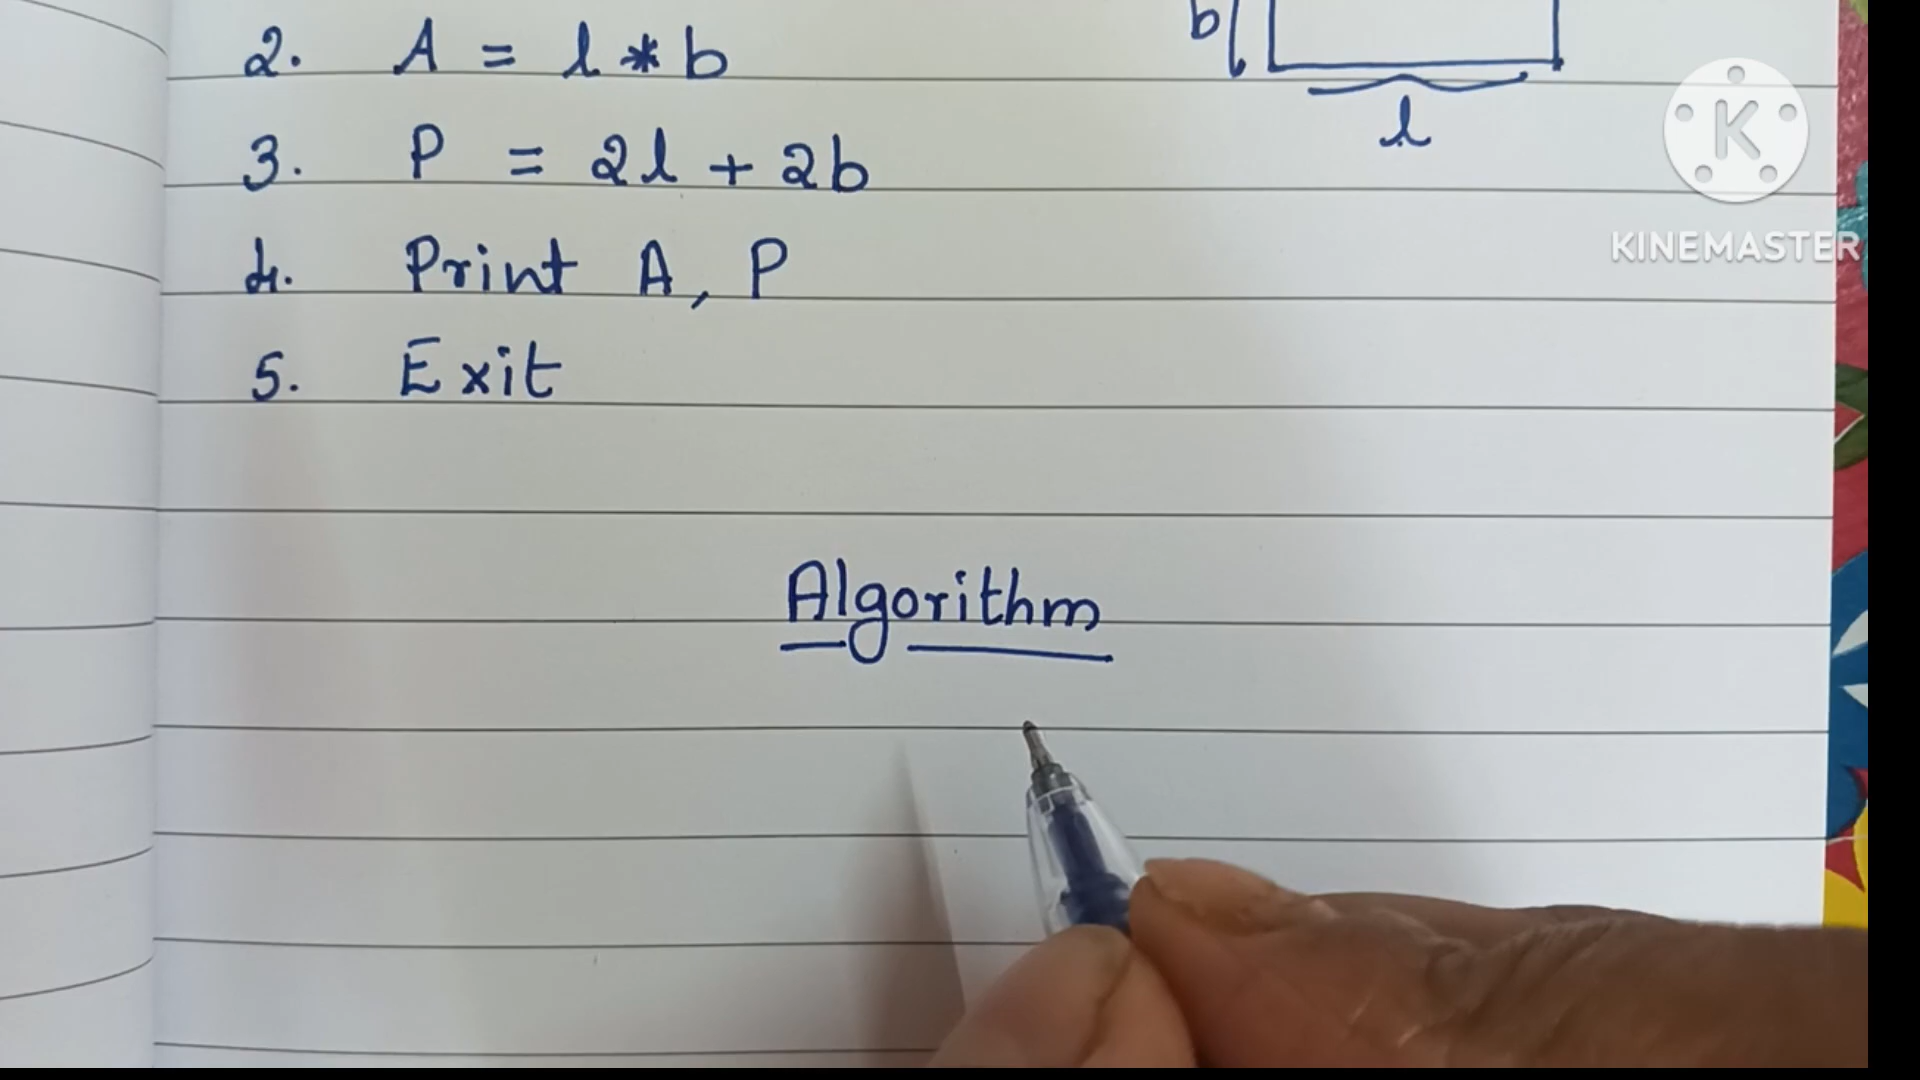 2. A = l * b
3. P = 2l + 2b
4. Print A, P
5. Exit
b
l
K
KINEMASTER
Algorithm